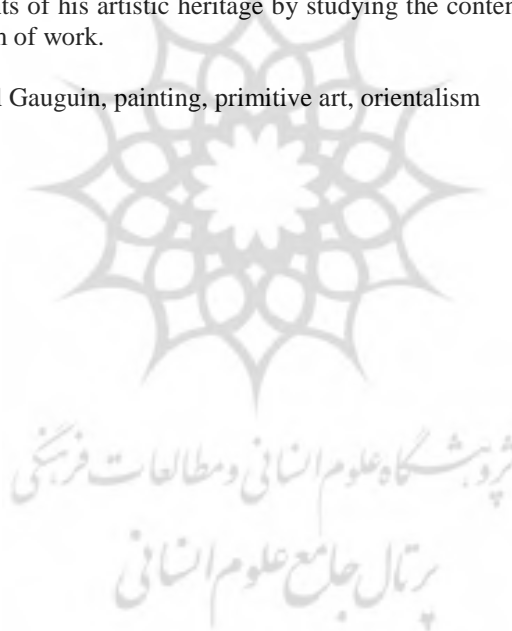 ts of his artistic heritage by studying the conter
n of work.
l Gauguin, painting, primitive art, orientalism
پژوهشگاه علوم انسانی و مطالعات فرهنگی
پرتال جامع علوم انسانی